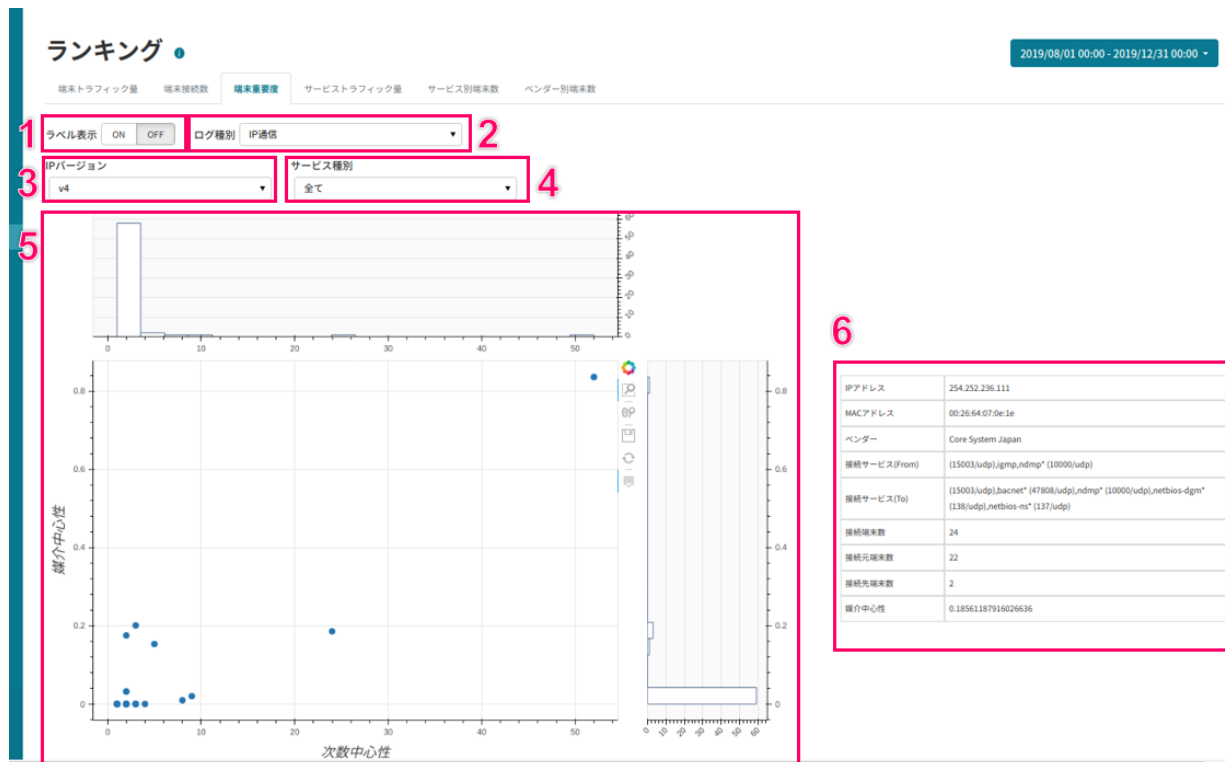 ランキング
2019/08/01 00:00 - 2019/12/31 00:00
端末トラフィック量 端末接続数 端末重要度 サービストラフィック量 サービス別端末数 ベンダー別端末数
1 ラベル表示 ON OFF ログ種別 IP通信 2
IPバージョン サービス種別
3 v4 全て 4
5
60
50
40
30
20
10
0
0 10 20 30 40 50
6
0.8
0.6
0.4
0.2
0
媒介中心性
0 10 20 30 40 50
次数中心性
0.8
0.6
0.4
0.2
0
0 10 20 30 40 50 60
IPアドレス 254.252.236.111
MACアドレス 00:26:64:07:0e:1e
ベンダー Core System Japan
接続サービス(From) (15003/udp),igmp,ndmp* (10000/udp)
接続サービス(To) (15003/udp),bacnet* (47808/udp),ndmp* (10000/udp),netbios-dgm*
(138/udp),netbios-ns* (137/udp)
接続端末数 24
接続元端末数 22
接続先端末数 2
媒介中心性 0.18561187916026636